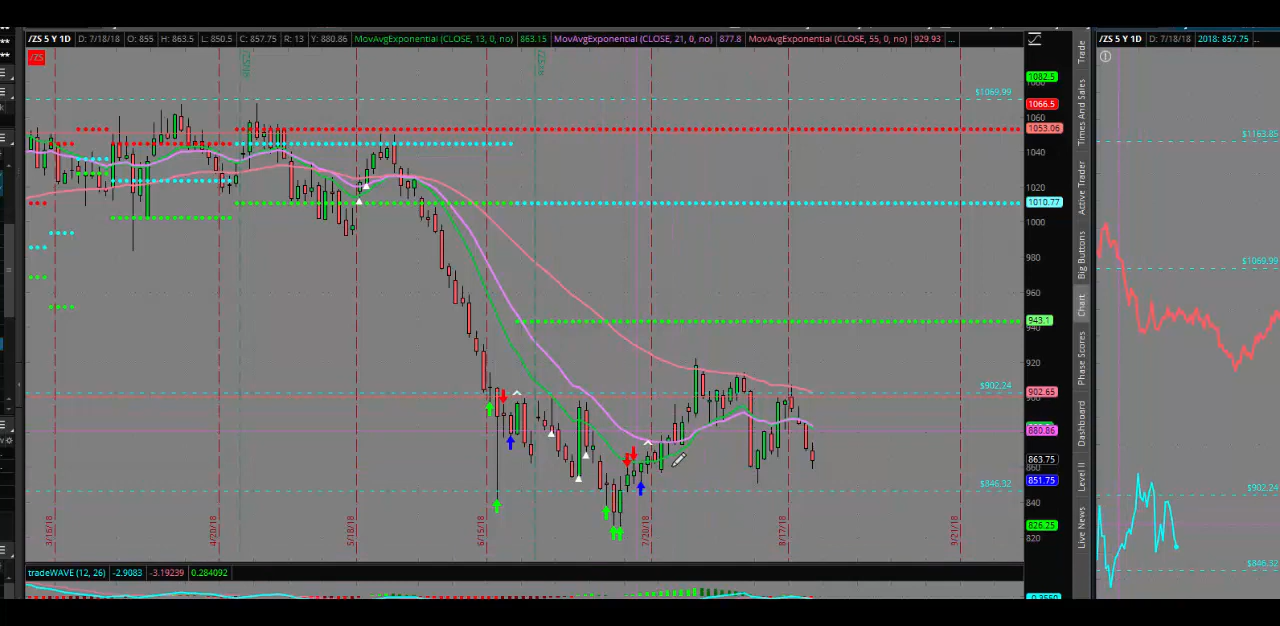 /ZS 5 Y 1D D: 7/18/18 O: 855 H: 863.5 L: 850.5 C: 857.75 R: 13 Y: 880.86 MovAvgExponential (CLOSE, 13, 0, no) 863.15 MovAvgExponential (CLOSE, 21, 0, no) 877.8 MovAvgExponential (CLOSE, 55, 0, no) 929.93 ...
/ZS 5 Y 1D D: 7/18/18 2018: 857.75 ...
/ZS
1082.5
$1069.99
1066.5
1053.06
1040
1020
1010.77
1000
980
960
943.1
920
$902.24
902.65
880.86
863.75
860
851.75
$846.32
840
826.25
820
3/16/18
4/20/18
5/18/18
6/15/18
7/20/18
8/17/18
9/21/18
tradeWAVE (12, 26) -2.9083 -3.19239 0.284092
Trade
Times And Sales
Active Trader
Big Buttons
Chart
Phase Scores
Dashboard
Level II
Live News
$1163.85
$1069.99
$902.24
$846.32